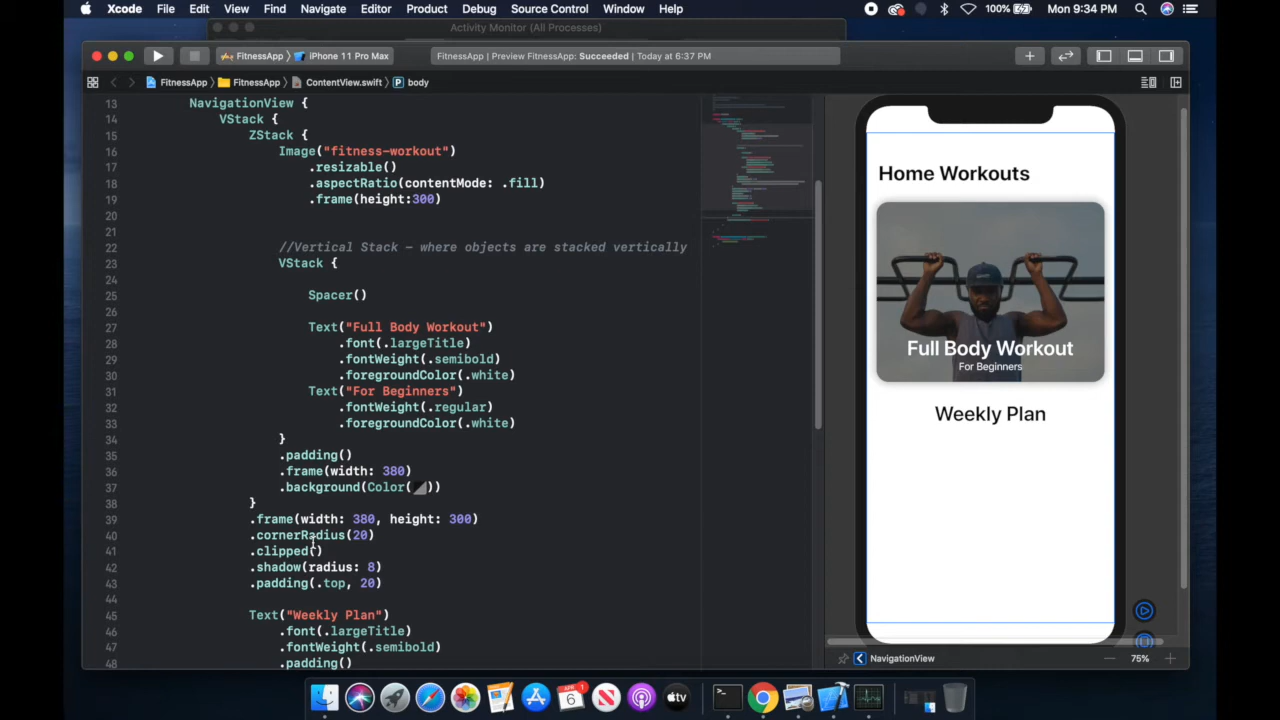 Xcode File Edit View Find Navigate Editor Product Debug Source Control Window Help 100% Mon 9:34 PM
Activity Monitor (All Processes)
FitnessApp iPhone 11 Pro Max FitnessApp | Preview FitnessApp: Succeeded | Today at 6:37 PM
FitnessApp FitnessApp ContentView.swift P body
13 NavigationView {
14 VStack {
15 ZStack {
16 Image("fitness-workout")
17 .resizable()
18 .aspectRatio(contentMode: .fill)
19 .frame(height:300)
20
21
22 //Vertical Stack – where objects are stacked vertically
23 VStack {
24
25 Spacer()
26
27 Text("Full Body Workout")
28 .font(.largeTitle)
29 .fontWeight(.semibold)
30 .foregroundColor(.white)
31 Text("For Beginners")
32 .fontWeight(.regular)
33 .foregroundColor(.white)
34 }
35 .padding()
36 .frame(width: 380)
37 .background(Color( ))
38 }
39 .frame(width: 380, height: 300)
40 .cornerRadius(20)
41 .clipped()
42 .shadow(radius: 8)
43 .padding(.top, 20)
44
45 Text("Weekly Plan")
46 .font(.largeTitle)
47 .fontWeight(.semibold)
48 .padding()
Home Workouts
Full Body Workout
For Beginners
Weekly Plan
NavigationView 75%
APR 6 1
tv